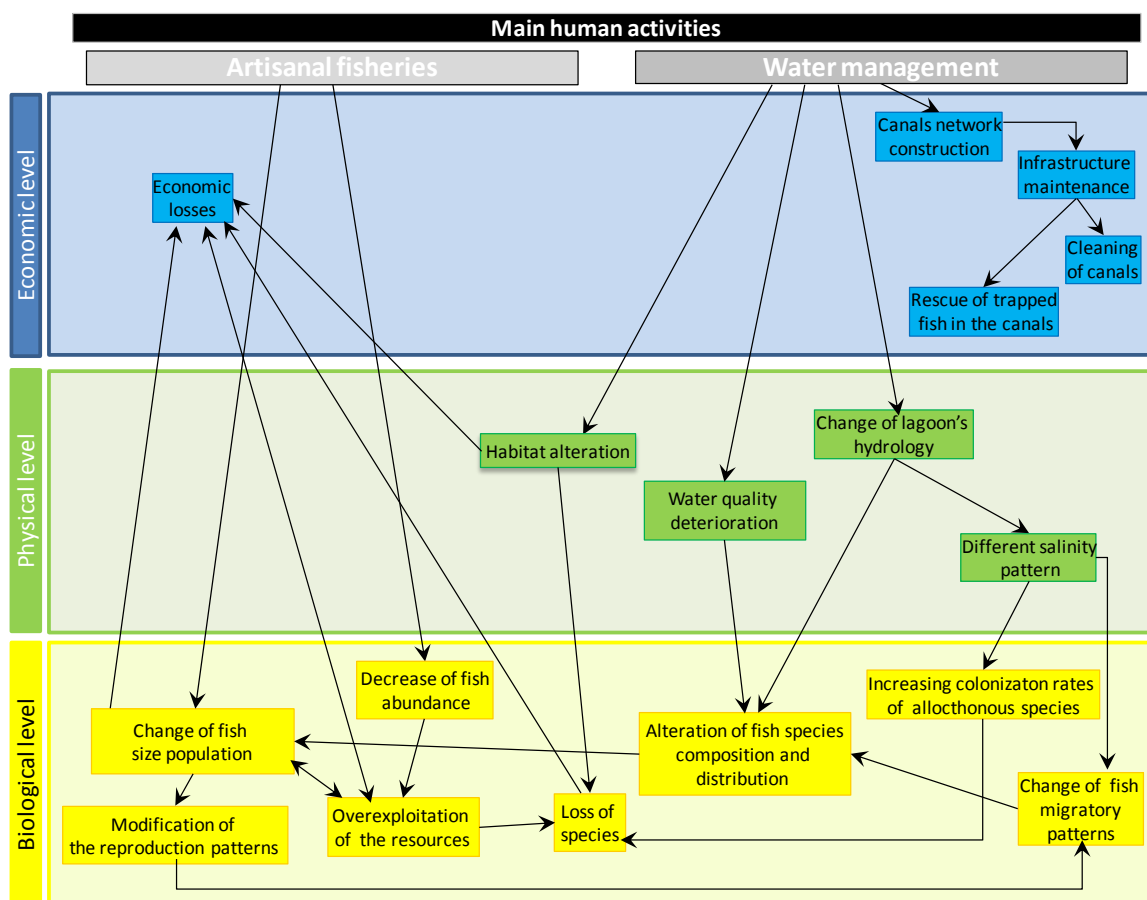 Main human activities
Artisanal fisheries
Water management
Economic level
Canals network
construction
Infrastructure
maintenance
Economic
losses
Cleaning
of canals
Rescue of trapped
fish in the canals
Physical level
Change of lagoon's
hydrology
Habitat alteration
Water quality
deterioration
Different salinity
pattern
Biological level
Decrease of fish
abundance
Increasing colonizaton rates
of allocthonous species
Change of fish
size population
Alteration of fish species
composition and
distribution
Change of fish
migratory
patterns
Overexploitation
of the resources
Loss of
species
Modification of
the reproduction patterns